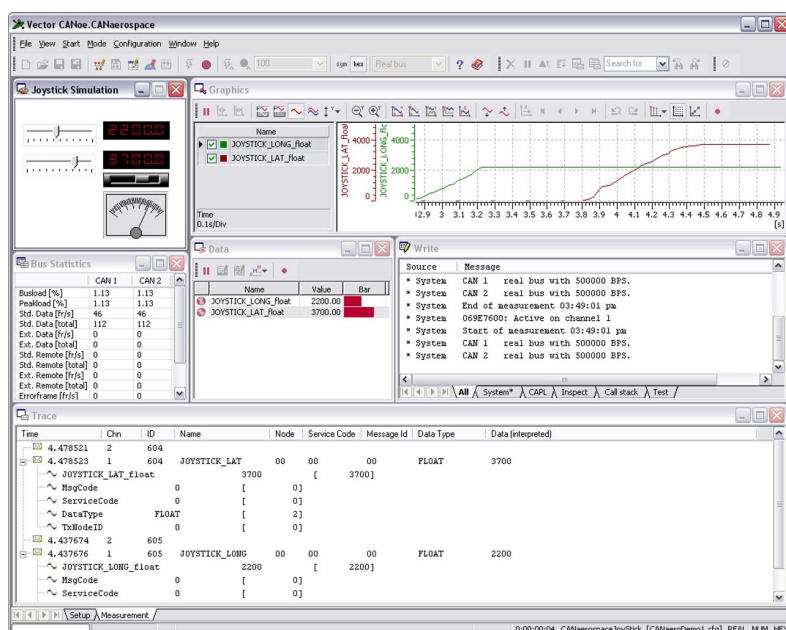 Vector CANoe.CANaerospace
File View Start Mode Configuration Window Help
100 sym hex Real bus Search for
Joystick Simulation
2200.0
3700.0
Graphics
Name
JOYSTICK_LONG_float
JOYSTICK_LAT_float
Time
0.1s/Div
JOYSTICK_LAT_float
JOYSTICK_LONG_float
4000 4000
2000 2000
0 0
2.9 3 3.1 3.2 3.3 3.4 3.5 3.6 3.7 3.8 3.9 4 4.1 4.2 4.3 4.4 4.5 4.6 4.7 4.8 4.9
[s]
Bus Statistics
CAN 1 CAN 2
Busload [%] 1.13 1.13
Peakload [%] 1.13 1.13
Std. Data [fr/s] 46 46
Std. Data [total] 112 112
Ext. Data [fr/s] 0 0
Ext. Data [total] 0 0
Std. Remote [fr/s] 0 0
Std. Remote [total] 0 0
Ext. Remote [fr/s] 0 0
Ext. Remote [total] 0 0
Errorframe [fr/s] 0 0
Data
Name Value Bar
JOYSTICK_LONG_float 2200.00
JOYSTICK_LAT_float 3700.00
Write
Source Message
* System CAN 1 real bus with 500000 BPS.
* System CAN 2 real bus with 500000 BPS.
* System End of measurement 03:49:01 pm
* System 069E7600: Active on channel 1
* System Start of measurement 03:49:01 pm
* System CAN 1 real bus with 500000 BPS.
* System CAN 2 real bus with 500000 BPS.
All System* CAPL Inspect Call stack Test
Trace
Time Chn ID Name Node Service Code Message Id Data Type Data (interpreted)
4.478521 2 604
4.478523 1 604 JOYSTICK_LAT 00 00 00 FLOAT 3700
JOYSTICK_LAT_float 3700 [ 3700]
MsgCode 0 [ 0]
ServiceCode 0 [ 0]
DataType FLOAT [ 2]
TxNodeID 0 [ 0]
4.437674 2 605
4.437676 1 605 JOYSTICK_LONG 00 00 00 FLOAT 2200
JOYSTICK_LONG_float 2200 [ 2200]
MsgCode 0 [ 0]
ServiceCode 0 [ 0]
Setup Measurement
0:00:00:04 CANaerospaceJoyStick [CANaeroDemo1.cfg] REAL NUM HEX